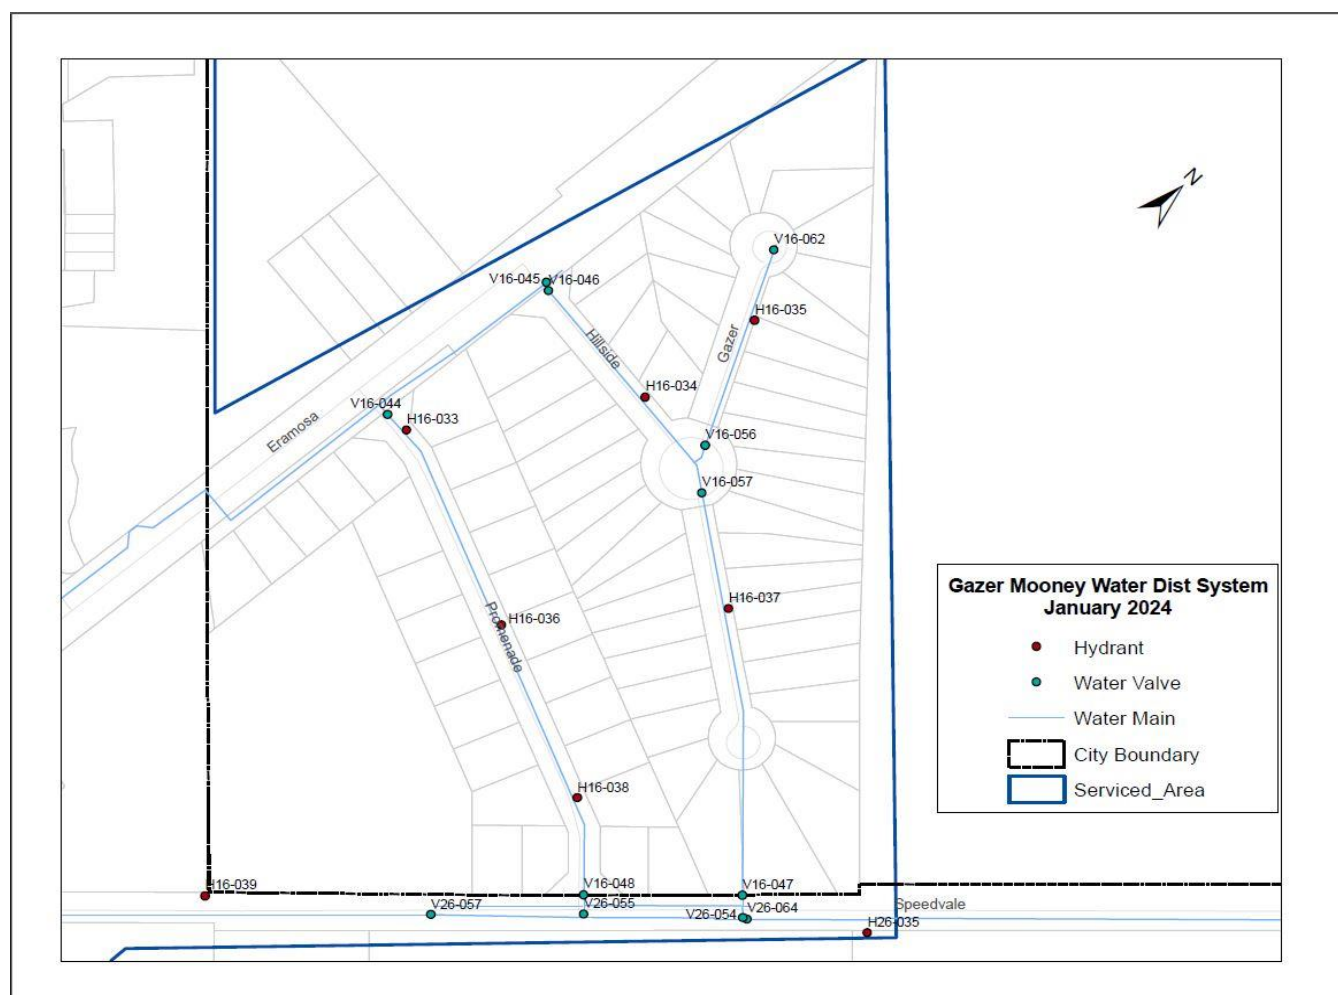 N
V16-062
V16-045
V16-046
H16-035
Hillside
Gazer
H16-034
V16-044
H16-033
Eramosa
V16-056
V16-057
H16-037
H16-036
Promenade
H16-038
Gazer Mooney Water Dist System
January 2024
Hydrant
Water Valve
Water Main
City Boundary
Serviced_Area
H16-039
V16-048
V16-047
V26-057
V26-055
V26-054
V26-064
Speedvale
H26-035